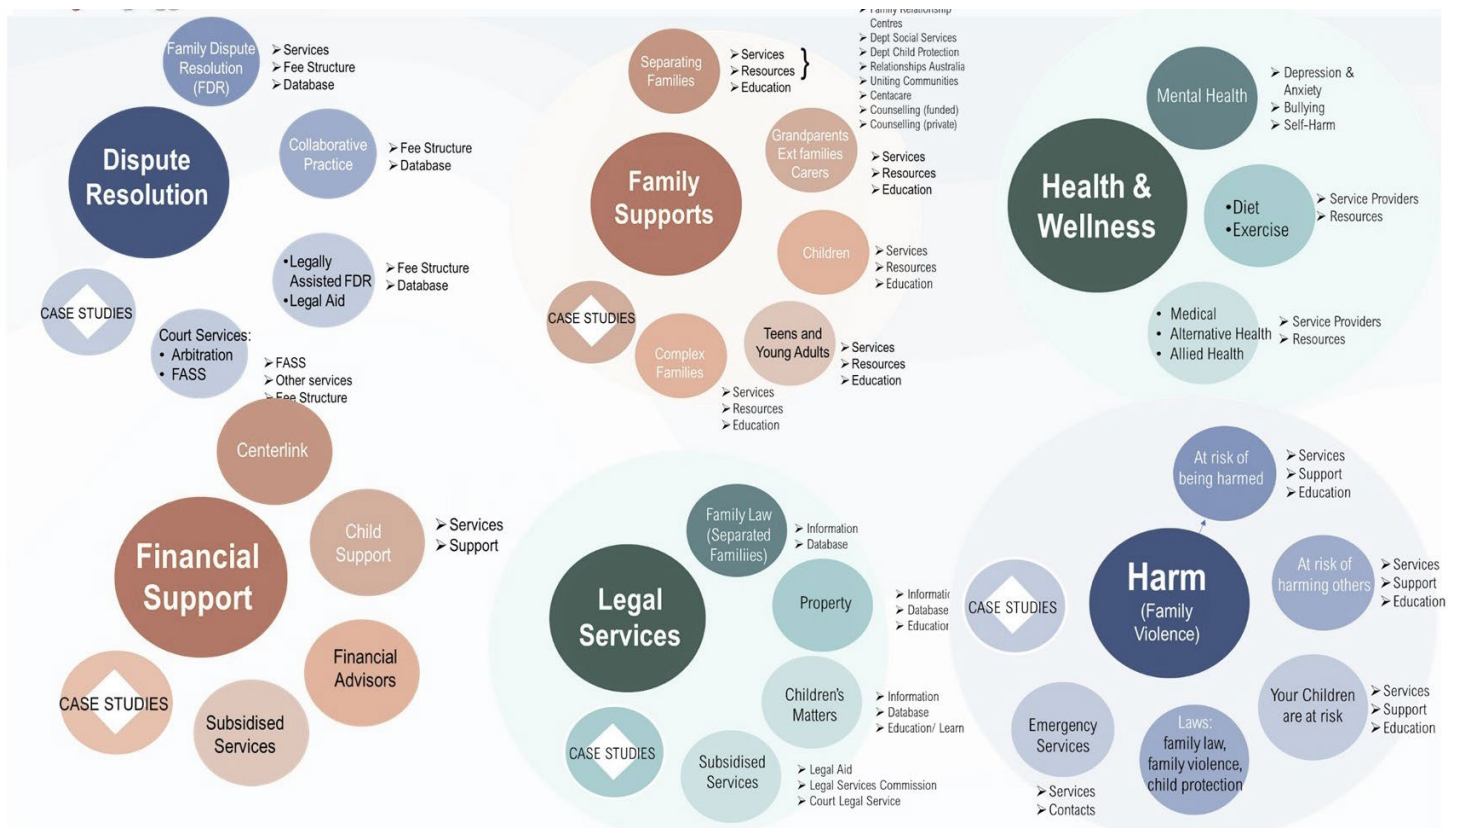 Family Dispute
Resolution
(FDR)
➢ Services
➢ Fee Structure
➢ Database
Dispute
Resolution
Collaborative
Practice
➢ Fee Structure
➢ Database
•Legally
Assisted FDR
•Legal Aid
➢ Fee Structure
➢ Database
CASE STUDIES
Court Services:
• Arbitration
• FASS
➢ FASS
➢ Other services
➢ Fee Structure
Separating
Families
➢ Services
➢ Resources
➢ Education
}
➢ Family Relationship
Centres
➢ Dept Social Services
➢ Dept Child Protection
➢ Relationships Australia
➢ Uniting Communities
➢ Centacare
➢ Counselling (funded)
➢ Counselling (private)
Family
Supports
Grandparents
Ext families
Carers
➢ Services
➢ Resources
➢ Education
Children
➢ Services
➢ Resources
➢ Education
CASE STUDIES
Teens and
Young Adults
➢ Services
➢ Resources
➢ Education
Complex
Families
➢ Services
➢ Resources
➢ Education
Health &
Wellness
Mental Health
➢ Depression &
Anxiety
➢ Bullying
➢ Self-Harm
•Diet
•Exercise
➢ Service Providers
➢ Resources
• Medical
• Alternative Health
• Allied Health
➢ Service Providers
➢ Resources
Centerlink
Financial
Support
Child
Support
➢ Services
➢ Support
Financial
Advisors
CASE STUDIES
Subsidised
Services
Legal
Services
Family Law
(Separated
Familiies)
➢ Information
➢ Database
Property
➢ Informatic
➢ Database
➢ Educatior
Children's
Matters
➢ Information
➢ Database
➢ Education/ Learn
CASE STUDIES
Subsidised
Services
➢ Legal Aid
➢ Legal Services Commission
➢ Court Legal Service
At risk of
being harmed
➢ Services
➢ Support
➢ Education
Harm
(Family
Violence)
CASE STUDIES
At risk of
harming others
➢ Services
➢ Support
➢ Education
Your Children
are at risk
➢ Services
➢ Support
➢ Education
Emergency
Services
➢ Services
➢ Contacts
Laws:
family law,
family violence,
child protection